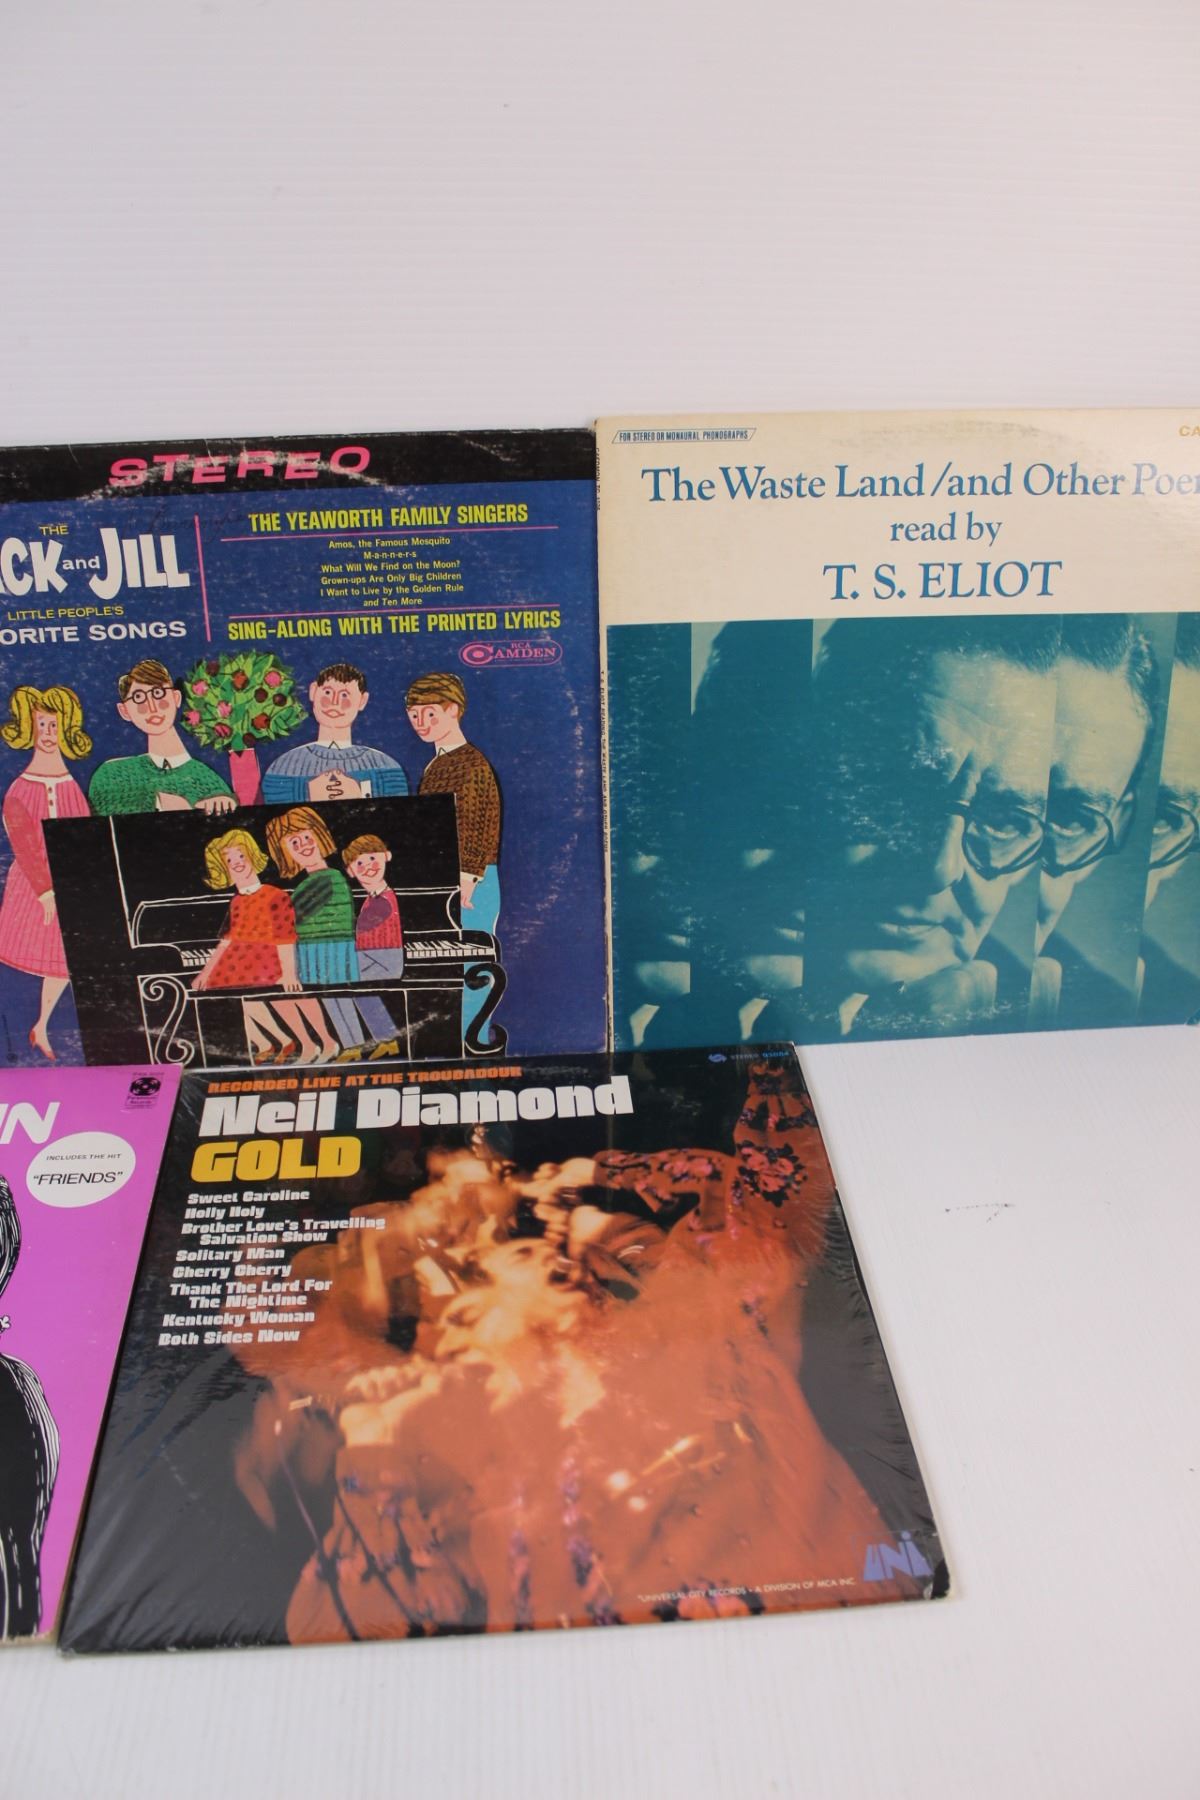 STEREO
THE
CK and JILL
LITTLE PEOPLE'S
ORITE SONGS
THE YEAWORTH FAMILY SINGERS
Amos, the Famous Mosquito
M-a-n-n-e-r-s
What Will We Find on the Moon?
Grown-ups Are Only Big Children
I Want to Live by the Golden Rule
and Ten More
SING-ALONG WITH THE PRINTED LYRICS
RCA
CAMDEN
FOR STEREO OR MONAURAL PHONOGRAPHS
CA
The Waste Land/and Other Poe
read by
T. S. ELIOT
N
INCLUDES THE HIT
"FRIENDS"
STEREO 93084
RECORDED LIVE AT THE TROUBADOUR
Neil Diamond
GOLD
Sweet Caroline
Holly Holy
Brother Love's Travelling
Salvation Show
Solitary Man
Cherry Cherry
Thank The Lord For
The Nightime
Kentucky Woman
Both Sides Now
UNI
UNIVERSAL CITY RECORDS • A DIVISION OF MCA INC.